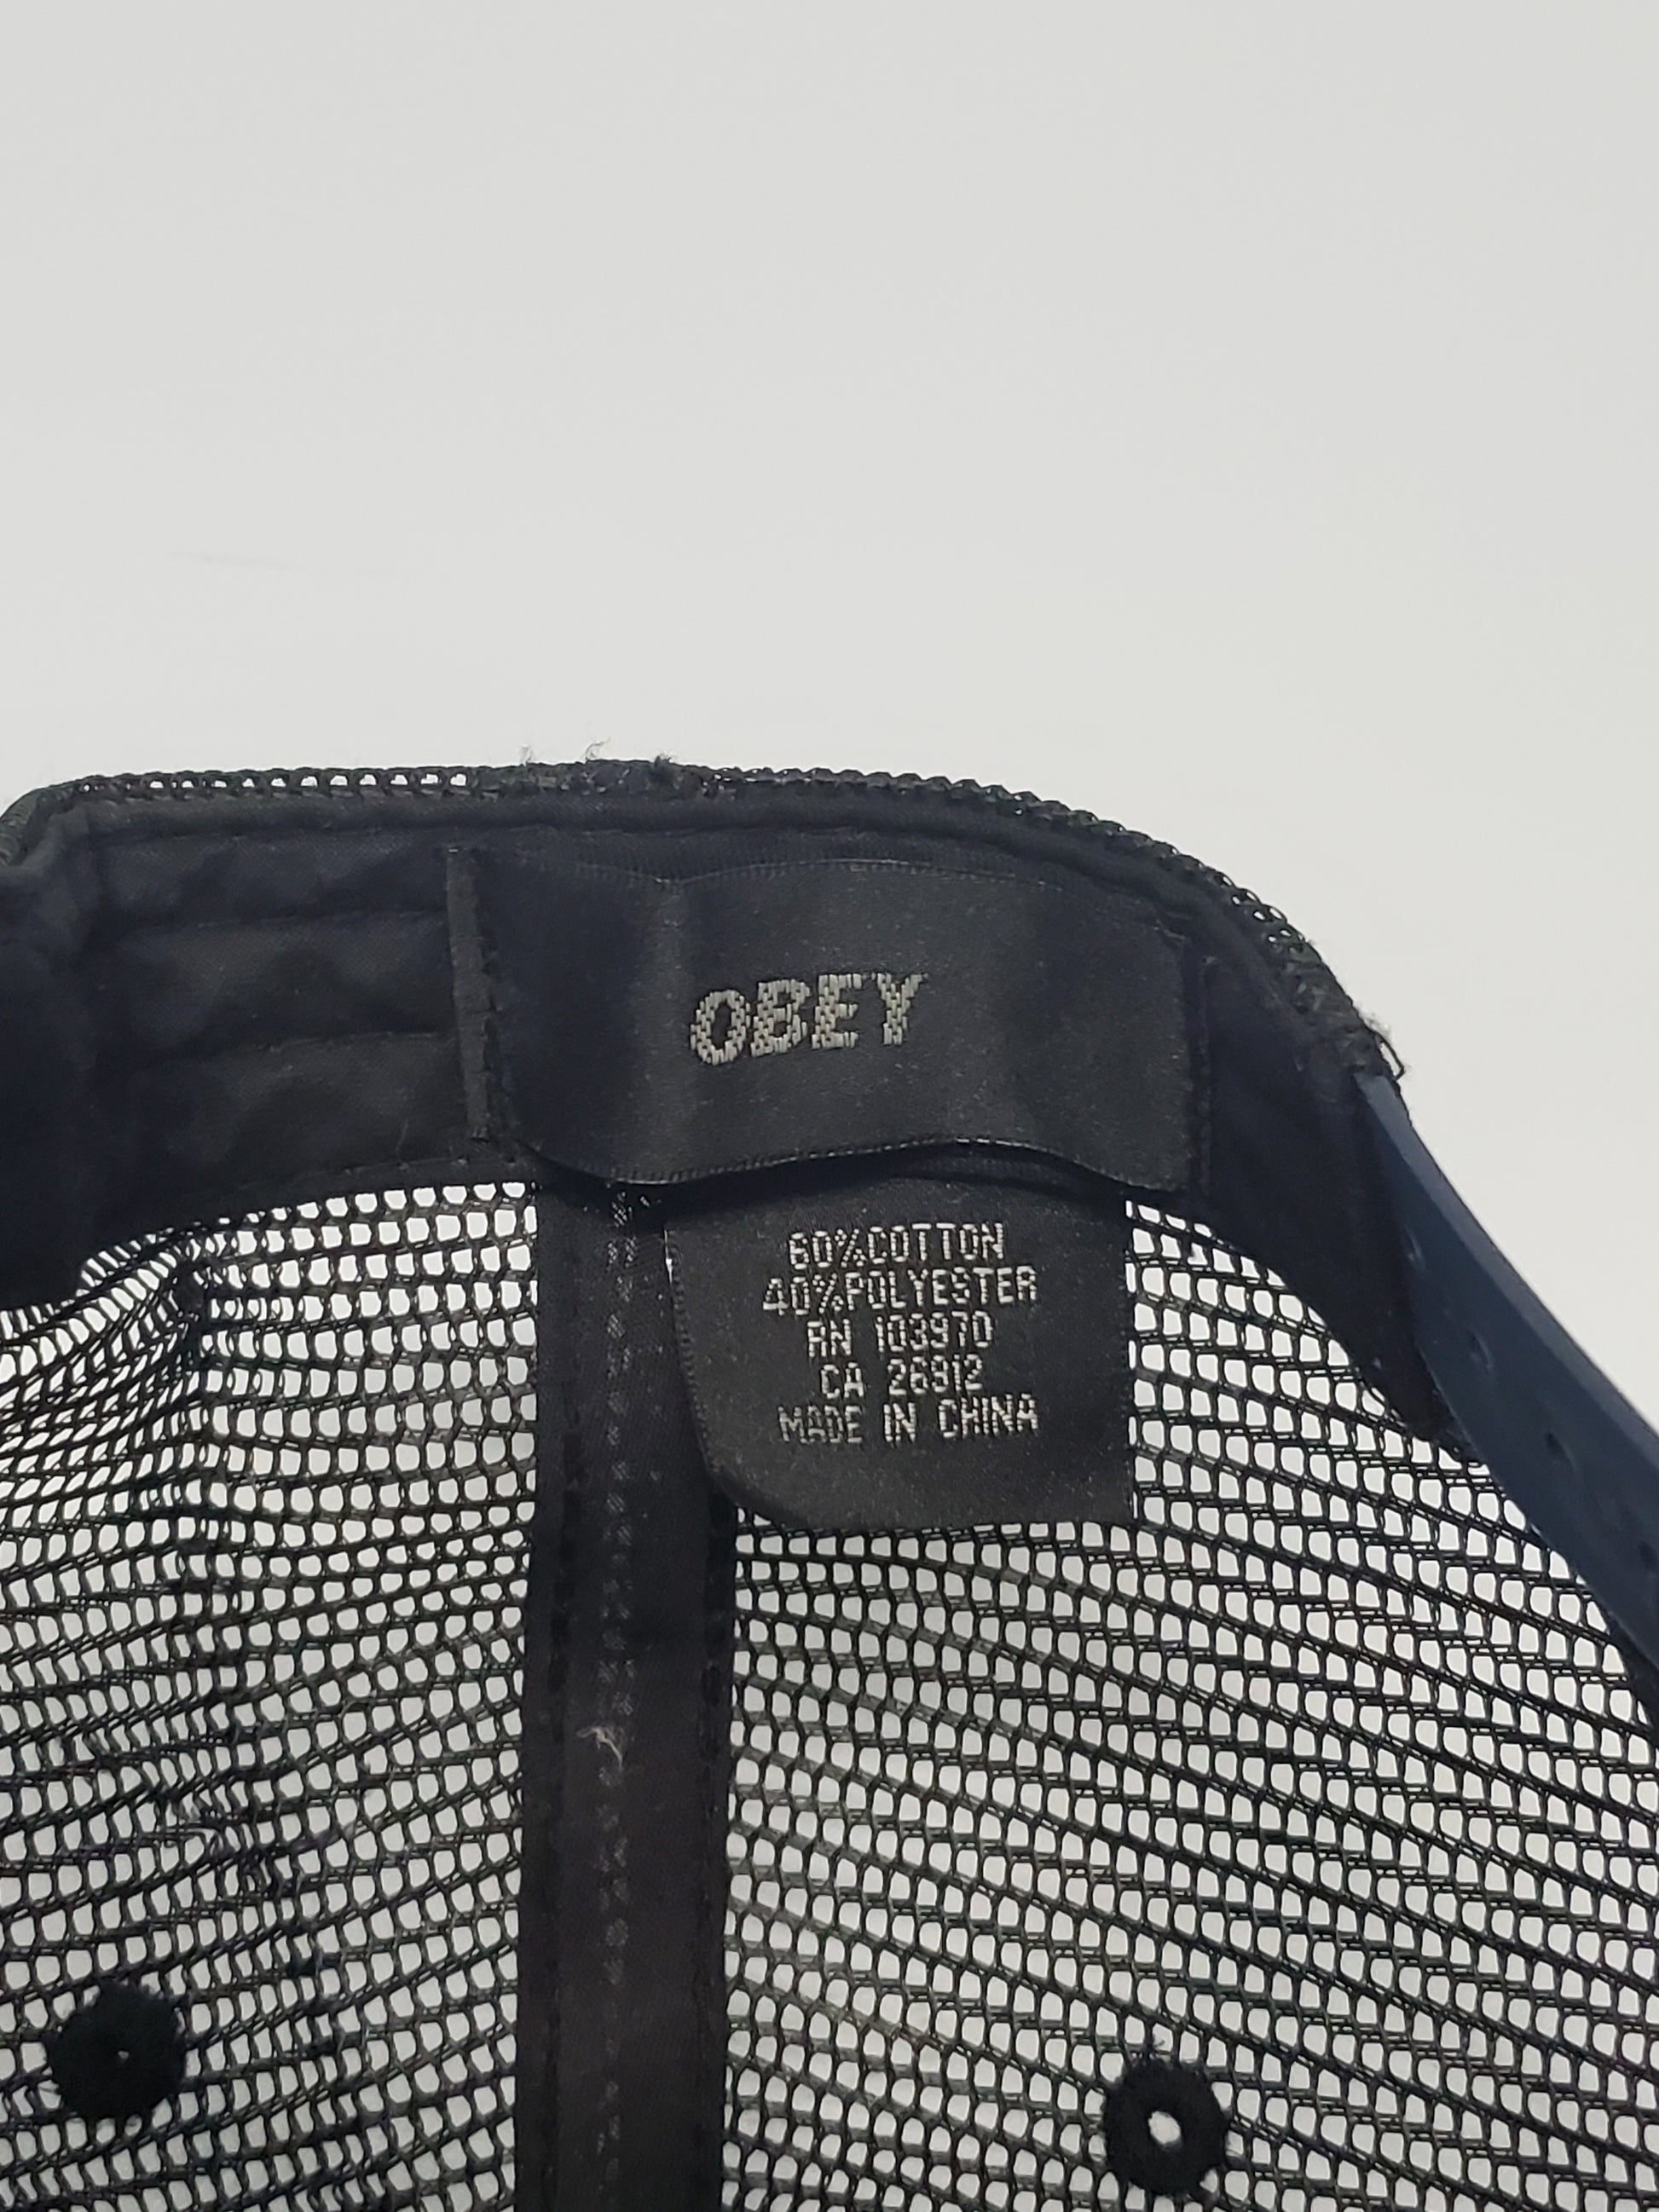 OBEY
60%COTTON
40%POLYESTER
RN 103970
CA 26912
MADE IN CHINA